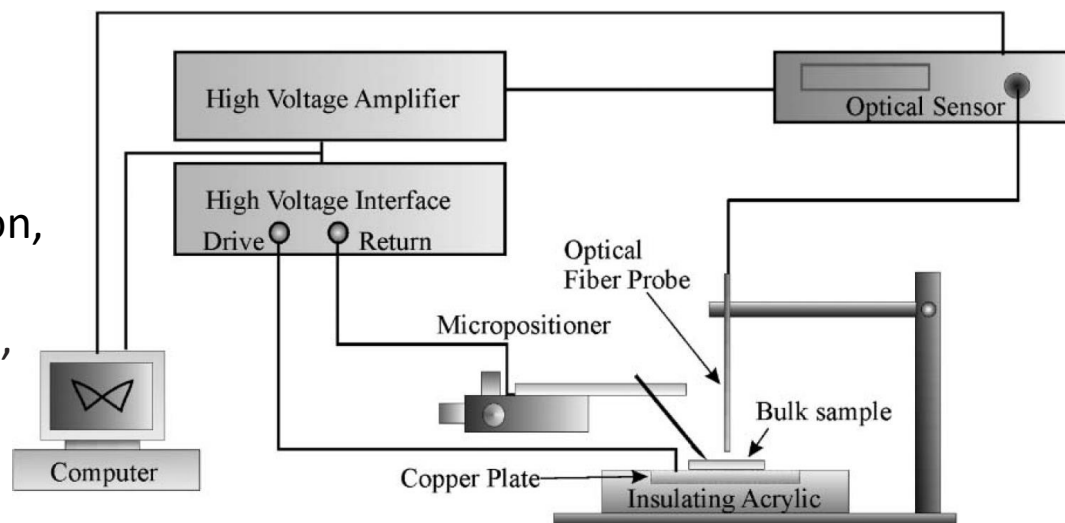 High Voltage Amplifier
Optical Sensor
High Voltage Interface
Drive
Return
on,
,
Optical
Fiber Probe
Micropositioner
Bulk sample
Computer
Copper Plate
Insulating Acrylic